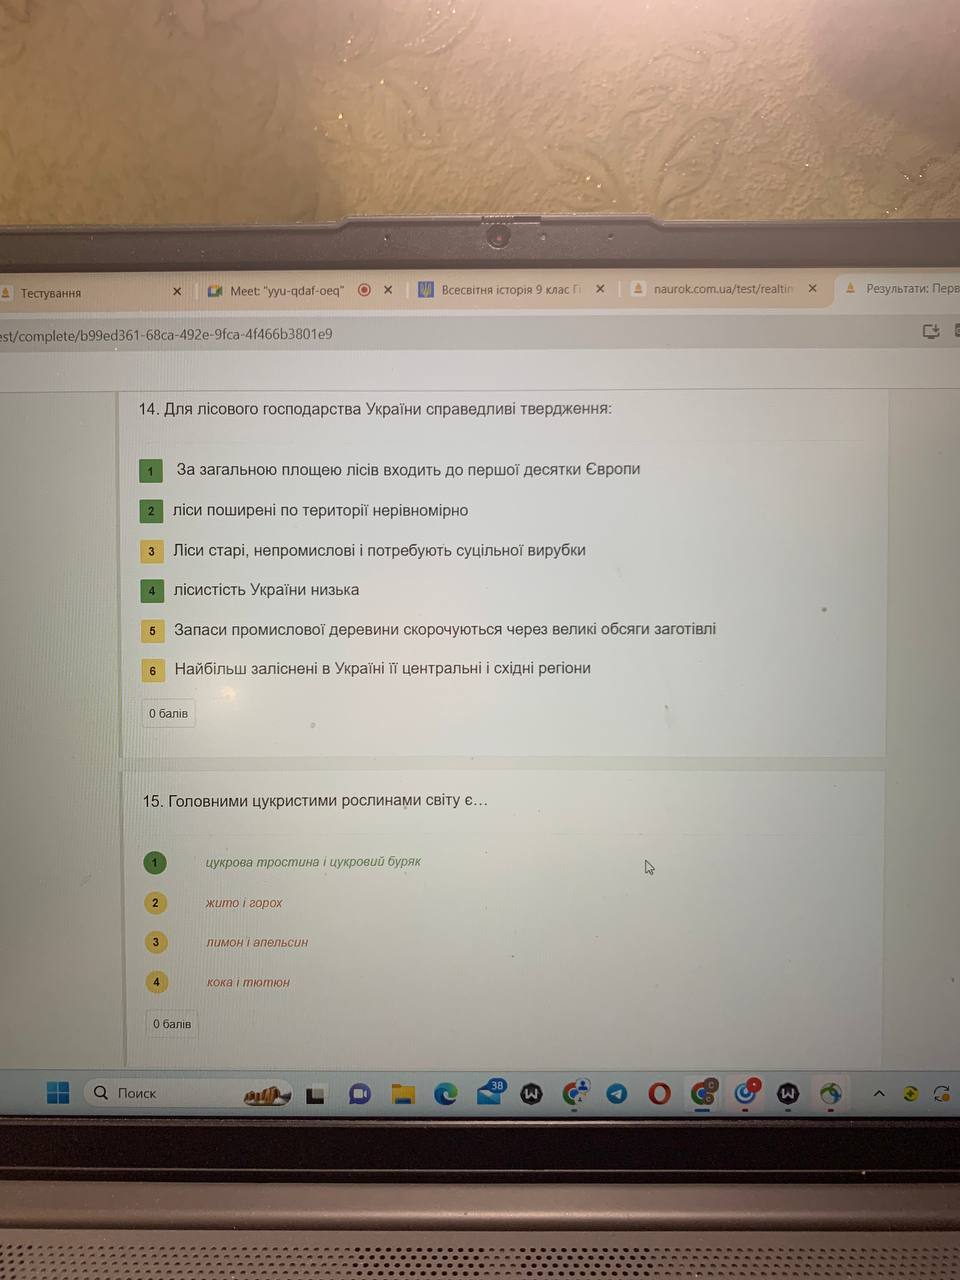 Тестування
Meet: "yyu-qdaf-oeq"
Всесвітня історія 9 клас Гі
naurok.com.ua/test/realtim
Результати: Перв
est/complete/b99ed361-68ca-492e-9fca-4f466b3801e9
14. Для лісового господарства України справедливі твердження:
1 За загальною площею лісів входить до першої десятки Європи
2 ліси поширені по території нерівномірно
3 Ліси старі, непромислові і потребують суцільної вирубки
4 лісистість України низька
5 Запаси промислової деревини скорочуються через великі обсяги заготівлі
6 Найбільш заліснені в Україні її центральні і східні регіони
0 балів
15. Головними цукристими рослинами світу є...
1 цукрова тростина і цукровий буряк
2 жито і горох
3 лимон і апельсин
4 кока і тютюн
0 балів
Поиск
38